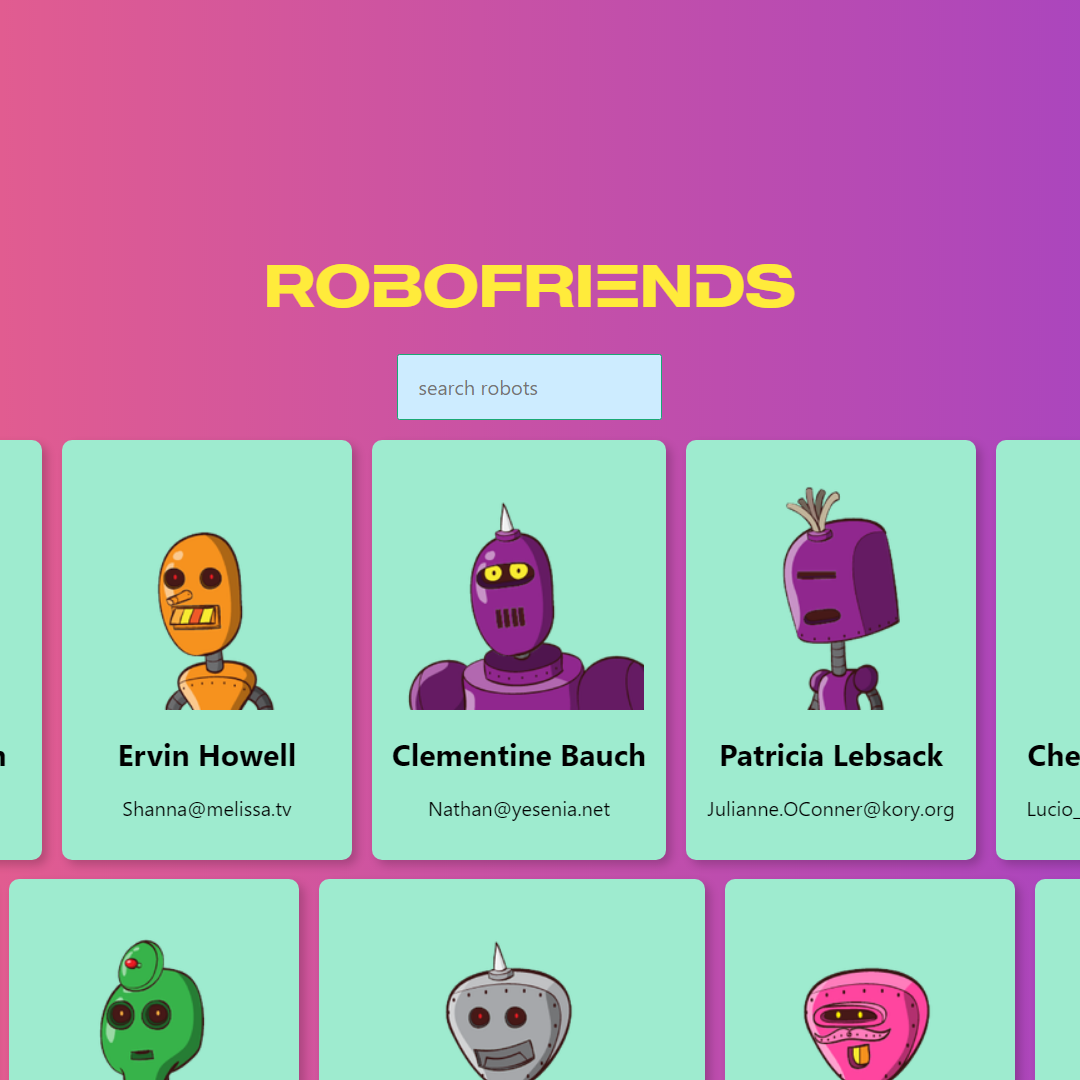 ROBOFRIENDS
search robots
Ervin Howell
Clementine Bauch
Patricia Lebsack
Che
Shanna@melissa.tv
Nathan@yesenia.net
Julianne.OConner@kory.org
Lucio_